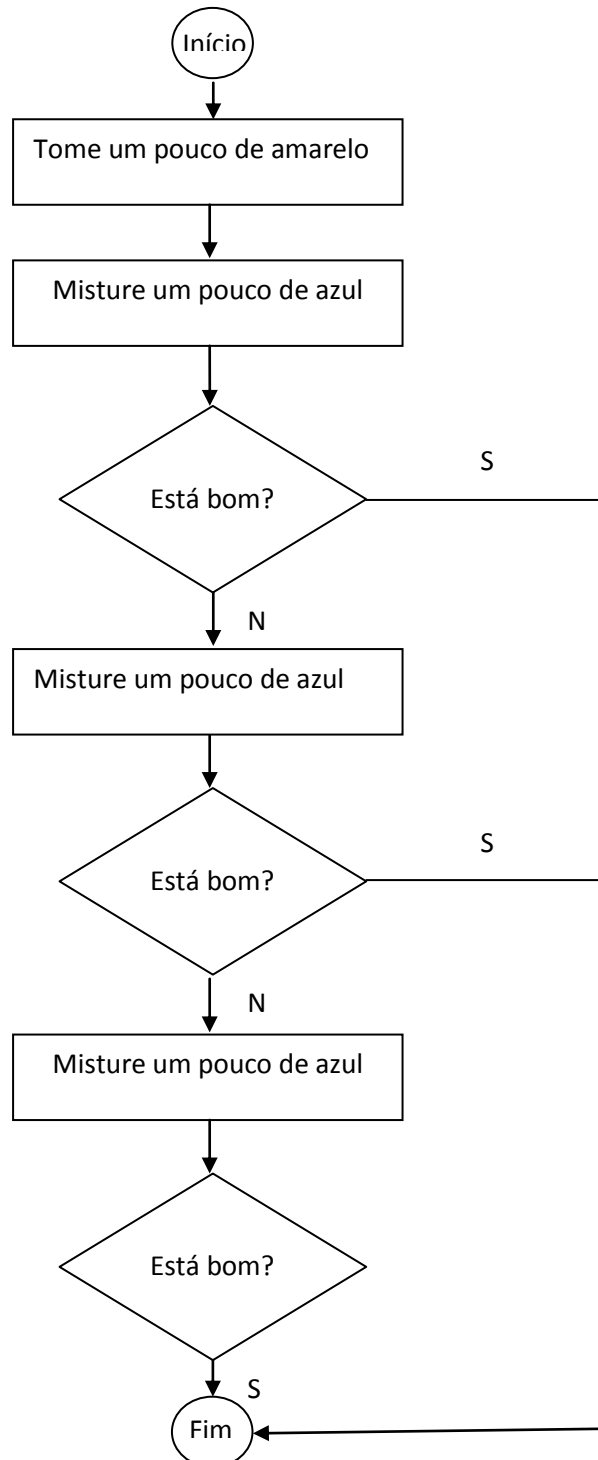 Início
Tome um pouco de amarelo
Misture um pouco de azul
Está bom?
S
N
Misture um pouco de azul
Está bom?
S
N
Misture um pouco de azul
Está bom?
S
Fim